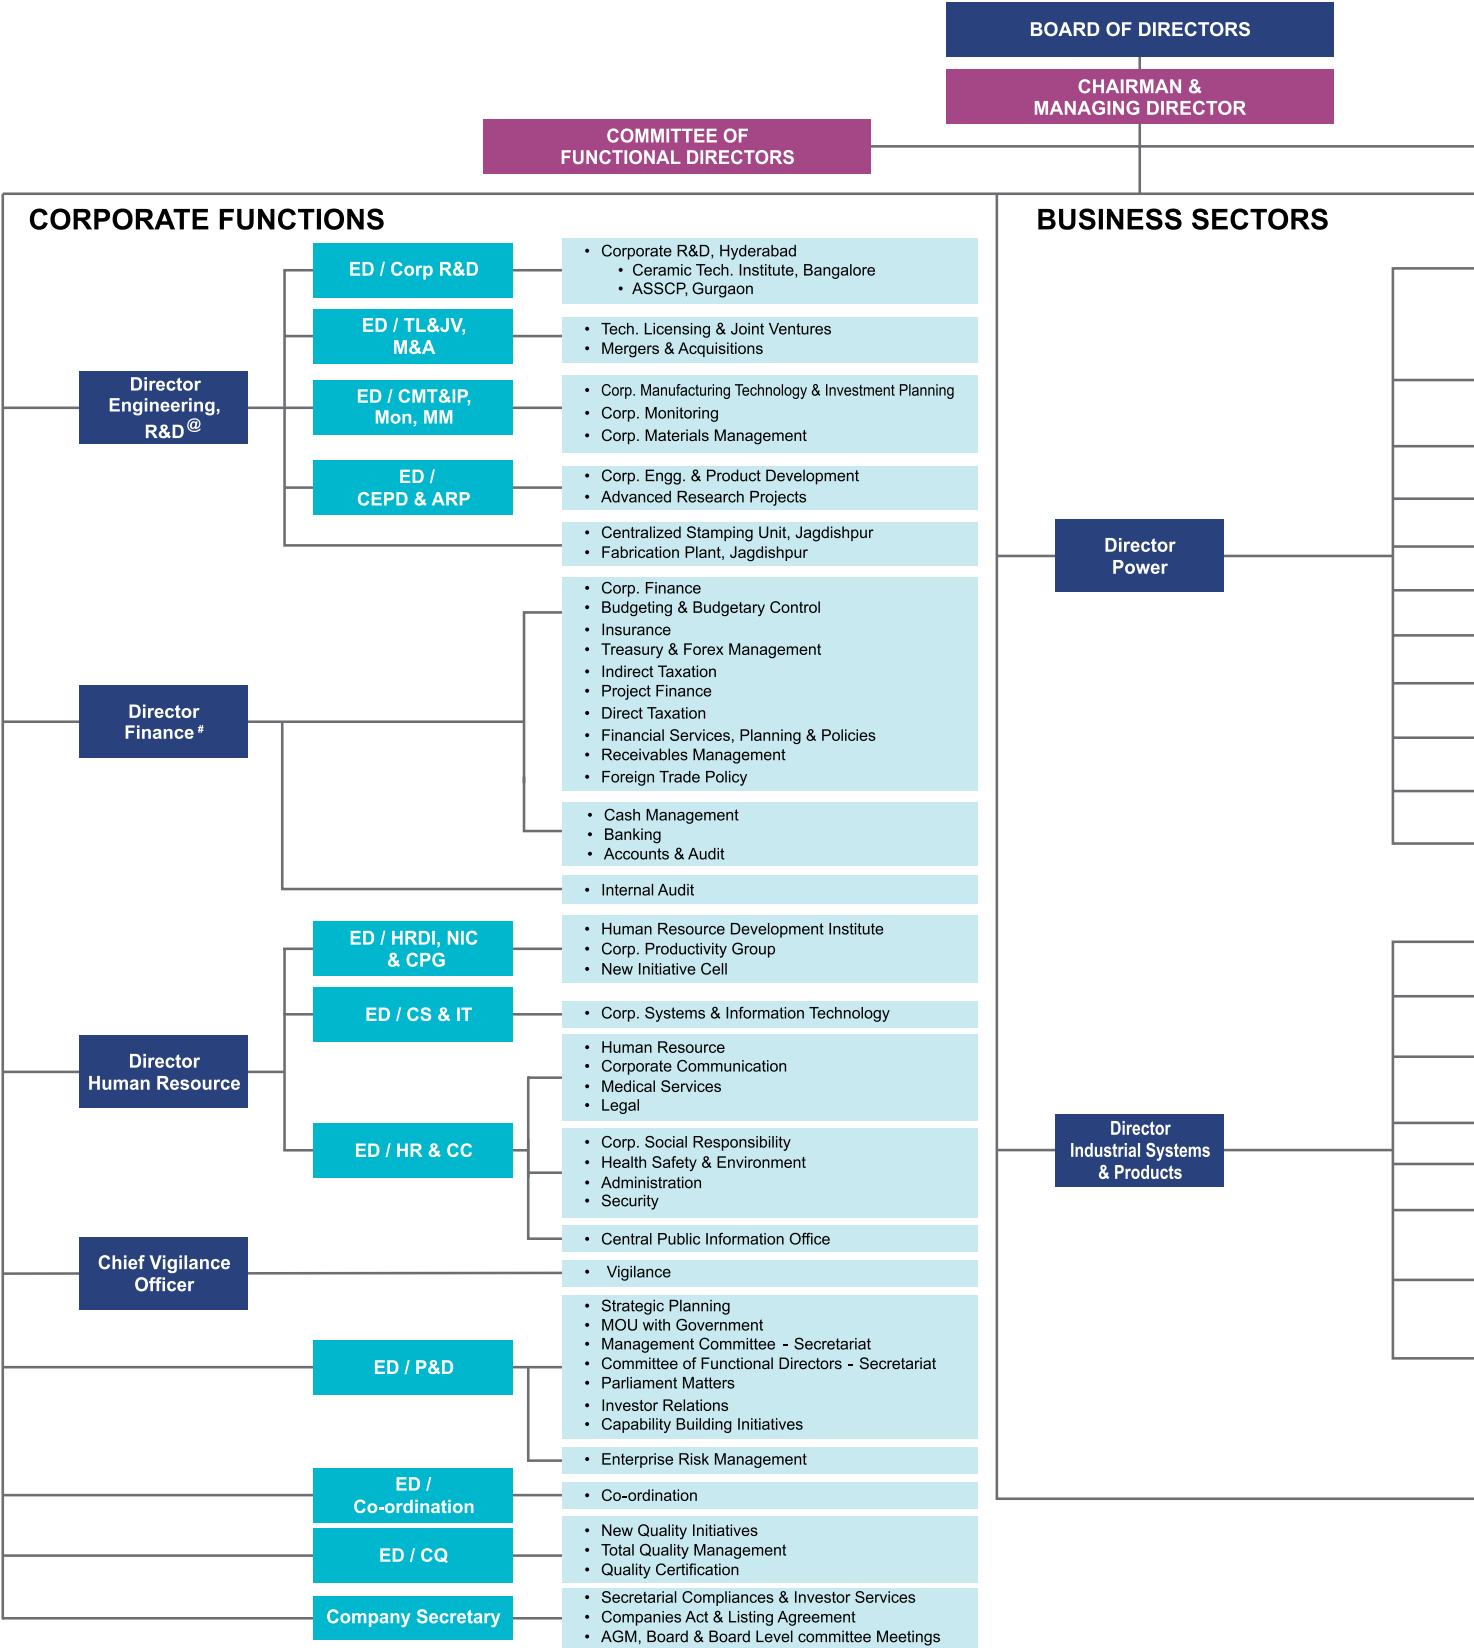 BOARD OF DIRECTORS
CHAIRMAN &
MANAGING DIRECTOR
COMMITTEE OF
FUNCTIONAL DIRECTORS
CORPORATE FUNCTIONS
Director
Engineering,
R&D @
ED / Corp R&D
• Corporate R&D, Hyderabad
• Ceramic Tech. Institute, Bangalore
• ASSCP, Gurgaon
ED / TL&JV,
M&A
• Tech. Licensing & Joint Ventures
• Mergers & Acquisitions
ED / CMT&IP,
Mon, MM
• Corp. Manufacturing Technology & Investment Planning
• Corp. Monitoring
• Corp. Materials Management
ED /
CEPD & ARP
• Corp. Engg. & Product Development
• Advanced Research Projects
• Centralized Stamping Unit, Jagdishpur
• Fabrication Plant, Jagdishpur
Director
Finance #
• Corp. Finance
• Budgeting & Budgetary Control
• Insurance
• Treasury & Forex Management
• Indirect Taxation
• Project Finance
• Direct Taxation
• Financial Services, Planning & Policies
• Receivables Management
• Foreign Trade Policy
• Cash Management
• Banking
• Accounts & Audit
• Internal Audit
Director
Human Resource
ED / HRDI, NIC
& CPG
• Human Resource Development Institute
• Corp. Productivity Group
• New Initiative Cell
ED / CS & IT
• Corp. Systems & Information Technology
ED / HR & CC
• Human Resource
• Corporate Communication
• Medical Services
• Legal
• Corp. Social Responsibility
• Health Safety & Environment
• Administration
• Security
• Central Public Information Office
Chief Vigilance
Officer
• Vigilance
ED / P&D
• Strategic Planning
• MOU with Government
• Management Committee - Secretariat
• Committee of Functional Directors - Secretariat
• Parliament Matters
• Investor Relations
• Capability Building Initiatives
• Enterprise Risk Management
ED /
Co-ordination
• Co-ordination
ED / CQ
• New Quality Initiatives
• Total Quality Management
• Quality Certification
Company Secretary
• Secretarial Compliances & Investor Services
• Companies Act & Listing Agreement
• AGM, Board & Board Level committee Meetings
BUSINESS SECTORS
Director
Power
Director
Industrial Systems
& Products